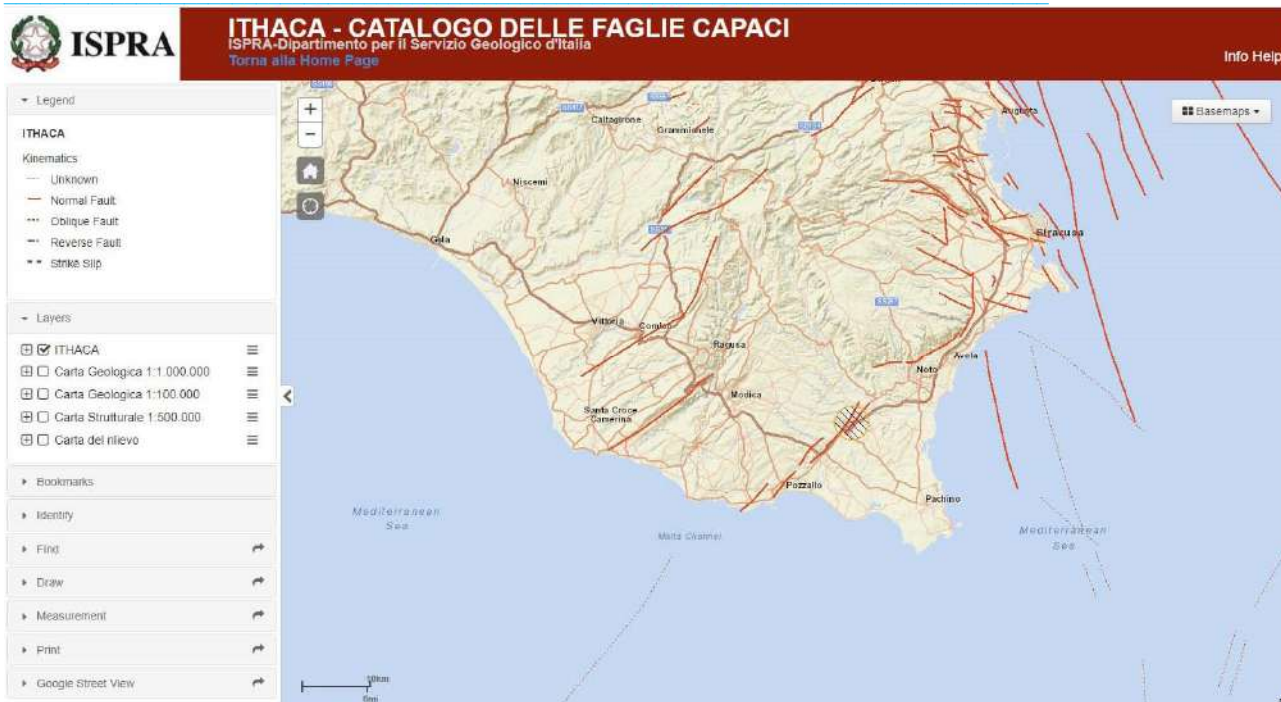 ISPRA
ITHACA - CATALOGO DELLE FAGLIE CAPACI
ISPRA-Dipartimento per il Servizio Geologico d'Italia
Torna alla Home Page
Info Help
Legend
ITHACA
Kinematics
Unknown
Normal Fault
Oblique Fault
Reverse Fault
Strike Slip
Layers
ITHACA
Carta Geologica 1:1.000.000
Carta Geologica 1:100.000
Carta Strutturale 1:500.000
Carta del rilievo
Bookmarks
Identify
Find
Draw
Measurement
Print
Google Street View
+
−
Basemaps
Caltagirone
Grammichele
Augusta
Niscemi
Gela
Siracusa
Vittoria
Comiso
Ragusa
Avola
Noto
Modica
Santa Croce
Camerina
Pozzallo
Pachino
Mediterranean
Sea
Malta Channel
Mediterranean
Sea
10km
6mi